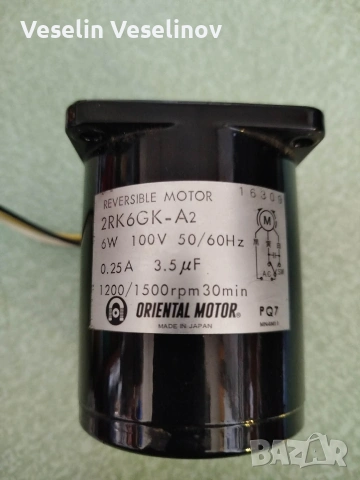 Veselin Veselinov
REVERSIBLE MOTOR
2RK6GK-A2
6W 100V 50/60Hz
0.25A 3.5μF
1200/1500rpm30min
ORIENTAL MOTOR®
MADE IN JAPAN
M
PQ7
BAZAR